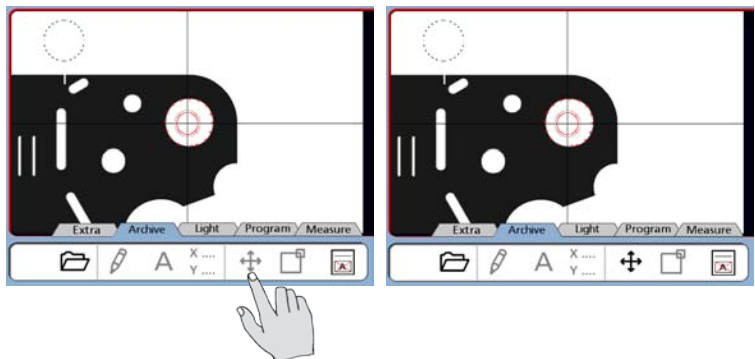 Extra Archive Light Program Measure
A X ....
Y ....
A
Extra Archive Light Program Measure
A X ....
Y ....
A